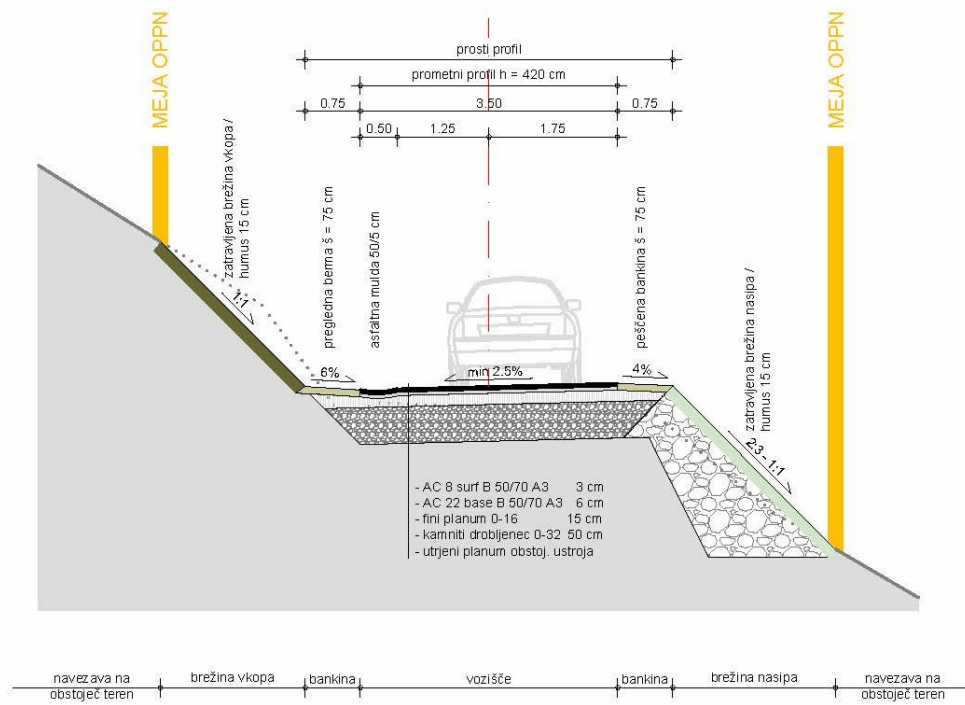 MEJA OPPN
MEJA OPPN
prosti profil
prometni profil h = 420 cm
0.75
3.50
0.75
0.50
1.25
1.75
zatravljena brežina vkopa /
humus 15 cm
1:1
pregledna berma š = 75 cm
asfaltna mulda 50/5 cm
peščena bankina š = 75 cm
zatravljena brežina nasipa /
humus 15 cm
2:3 - 1:1
6%
min 2.5%
4%
- AC 8 surf B 50/70 A3 3 cm
- AC 22 base B 50/70 A3 6 cm
- fini planum 0-16 15 cm
- kamniti drobljenec 0-32 50 cm
- utrjeni planum obstoj. ustroja
navezava na
obstoječ teren
brežina vkopa
bankina
vozišče
bankina
brežina nasipa
navezava na
obstoječ teren